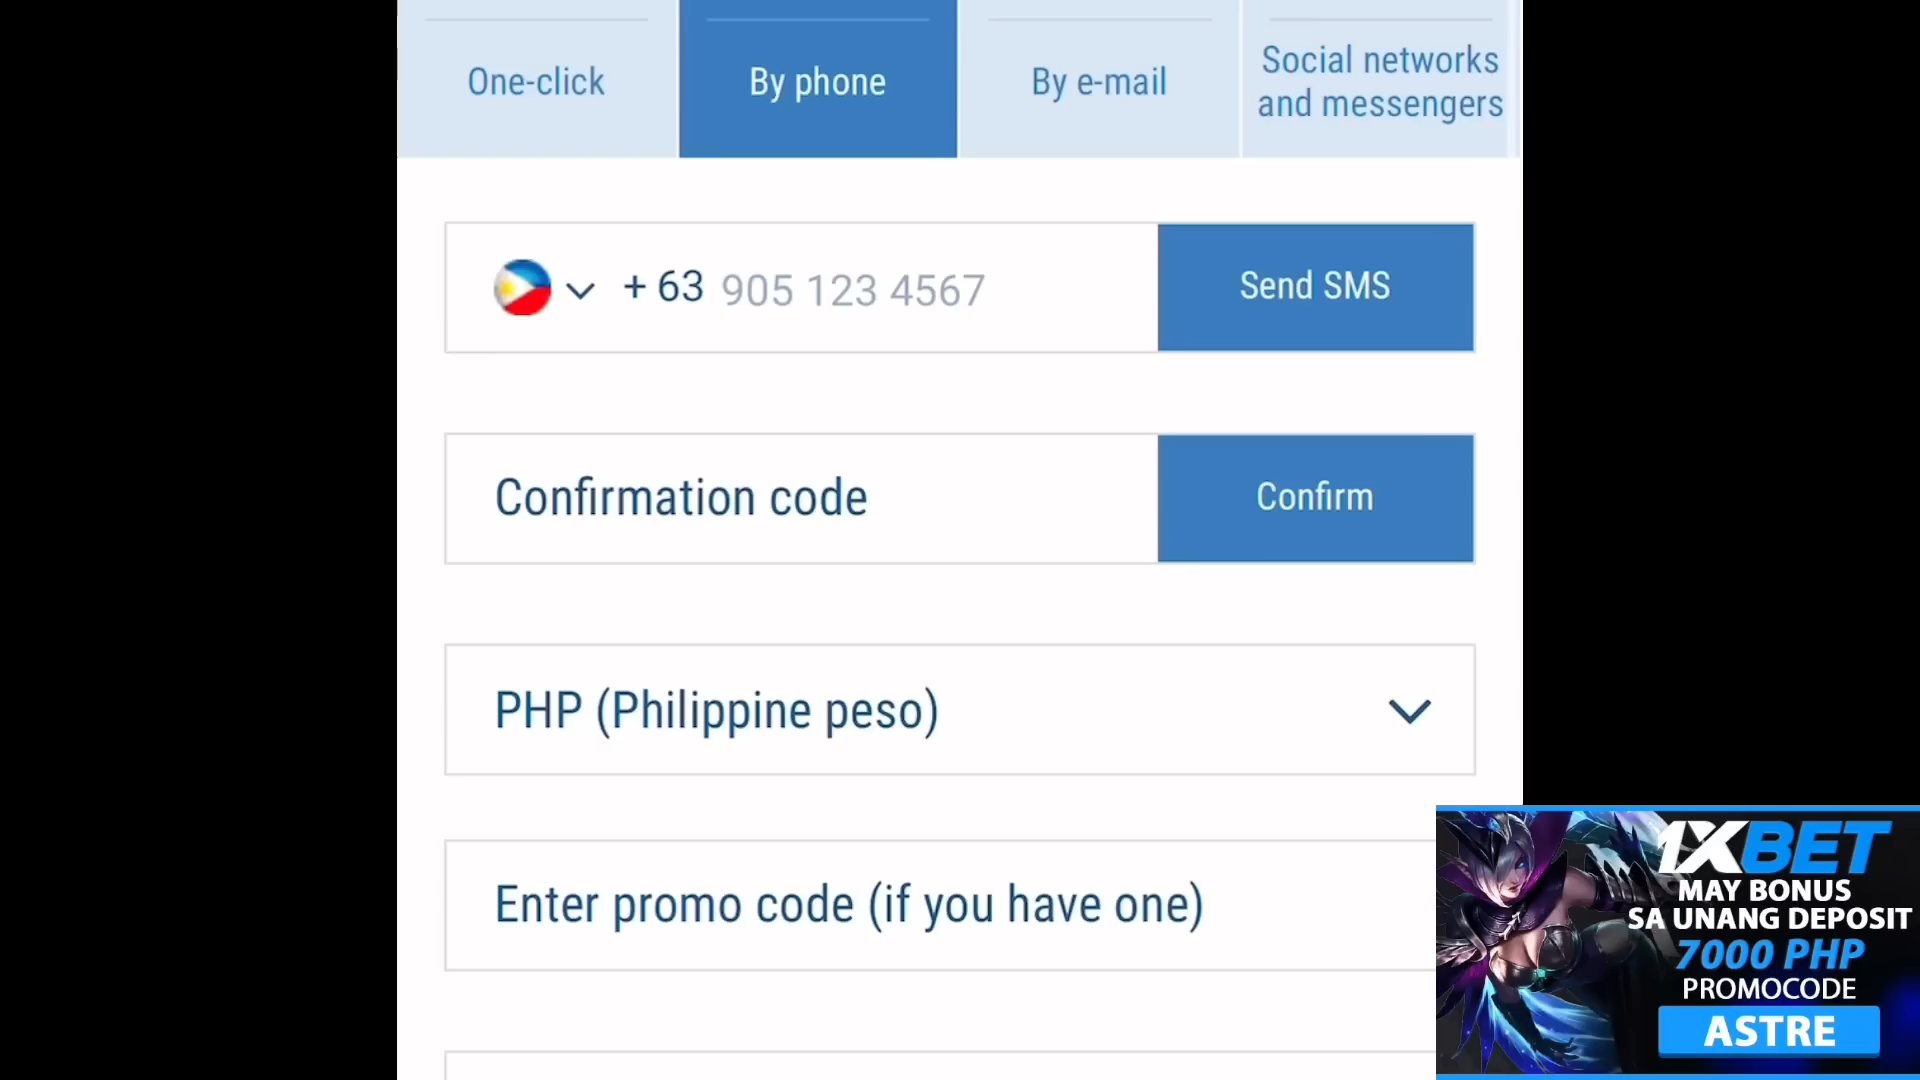 One-click
By phone
By e-mail
Social networks
and messengers
+ 63 905 123 4567
Send SMS
Confirmation code
Confirm
PHP (Philippine peso)
Enter promo code (if you have one)
1XBET
MAY BONUS
SA UNANG DEPOSIT
7000 PHP
PROMOCODE
ASTRE